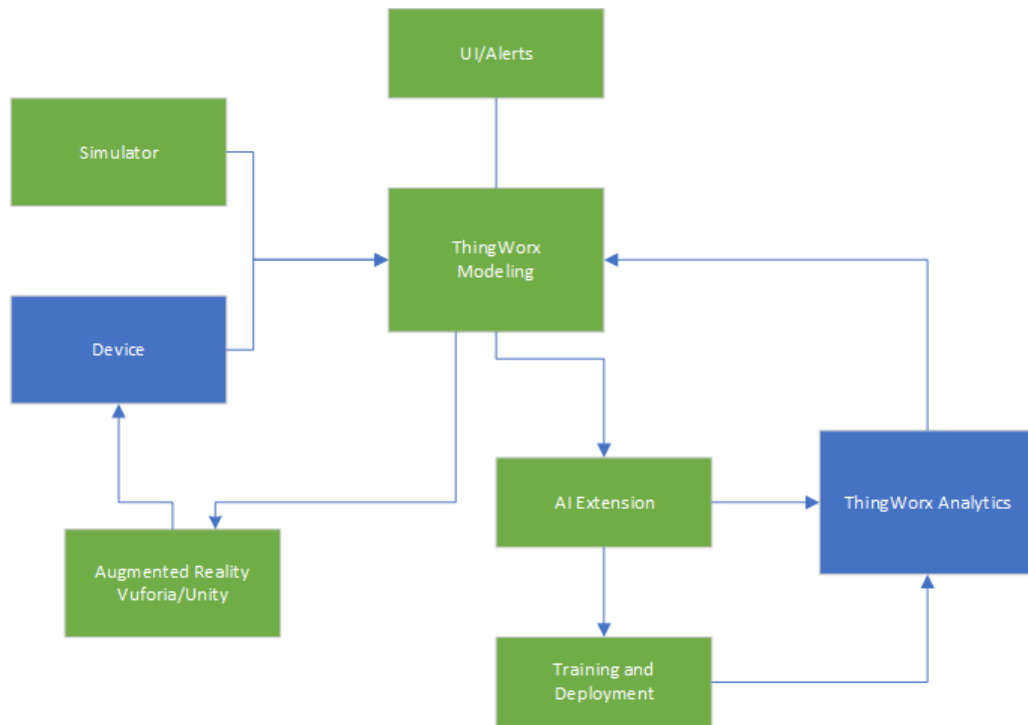 UI/Alerts
Simulator
ThingWorx
Modeling
Device
AI Extension
ThingWorx Analytics
Augmented Reality
Vuforia/Unity
Training and
Deployment